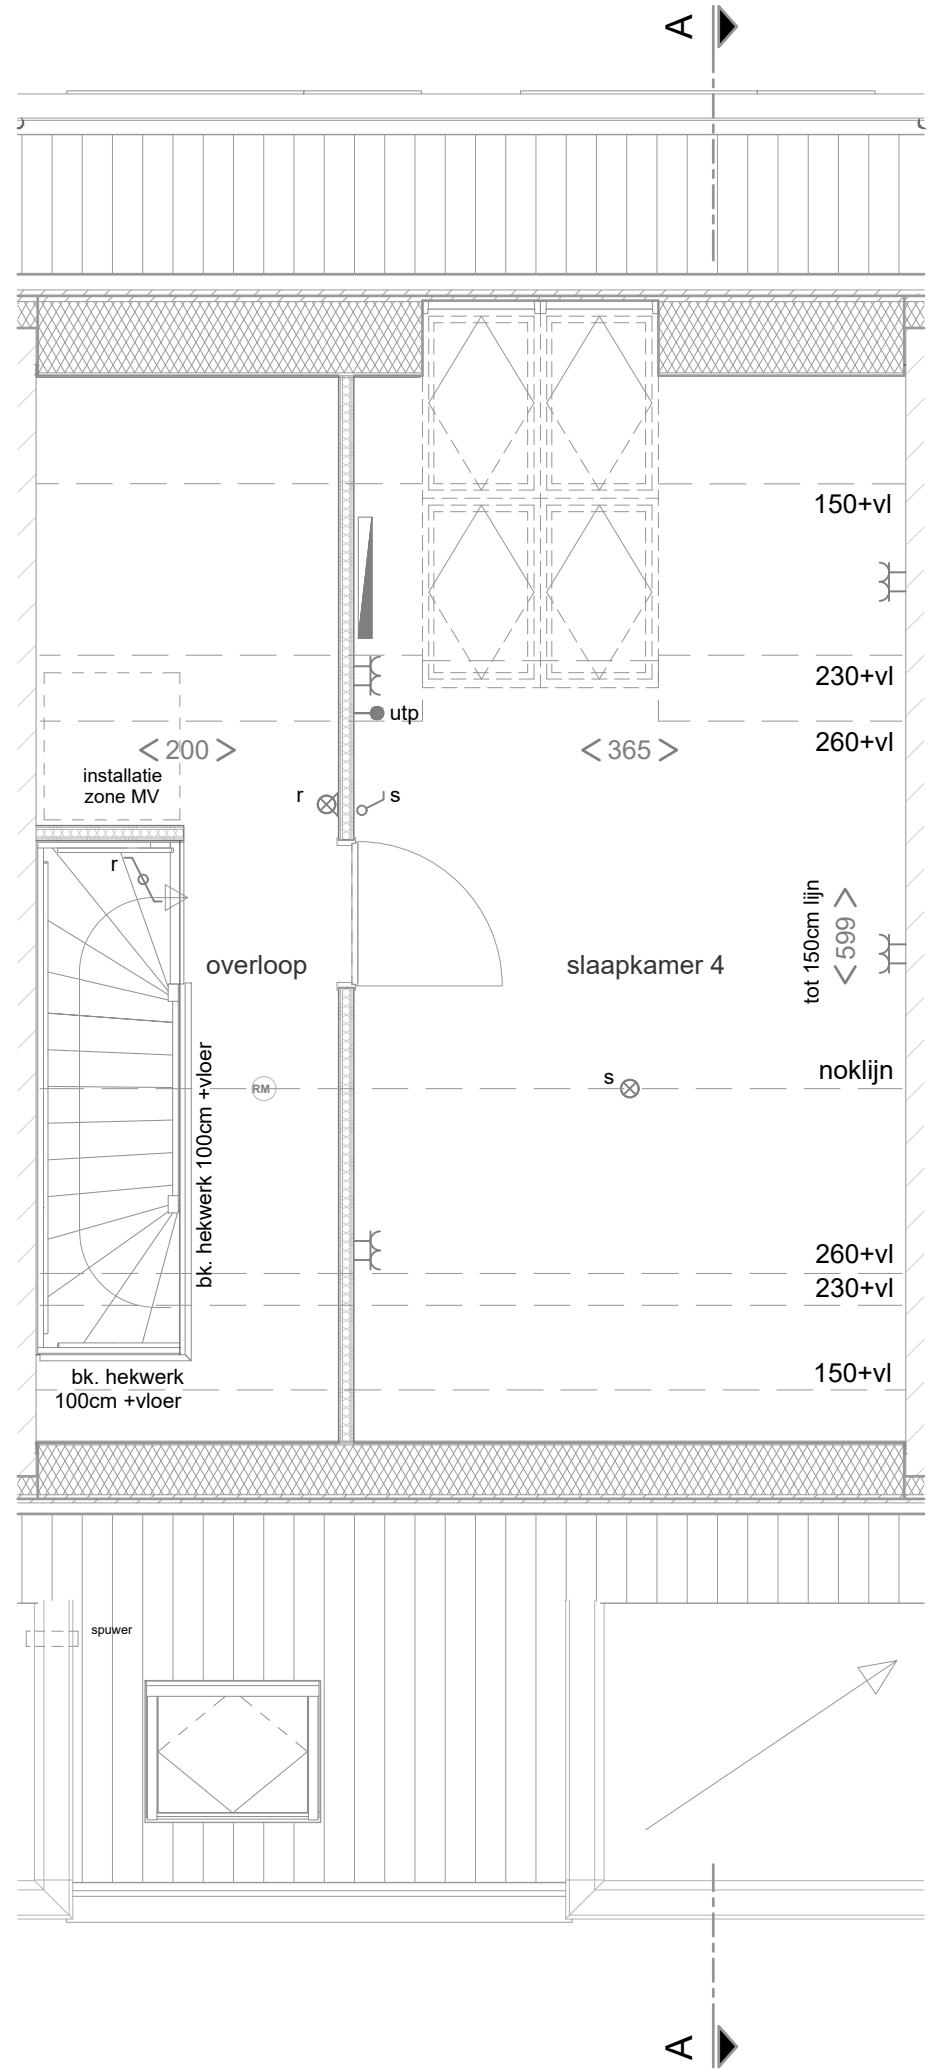 A
150+vl
230+vl
utp
260+vl
< 200 >
< 365 >
installatie
zone MV
r
s
r
tot 150cm lijn
< 599 >
overloop
slaapkamer 4
bk. hekwerk 100cm +vloer
noklijn
RM
s
260+vl
230+vl
150+vl
bk. hekwerk
100cm +vloer
spuwer
A